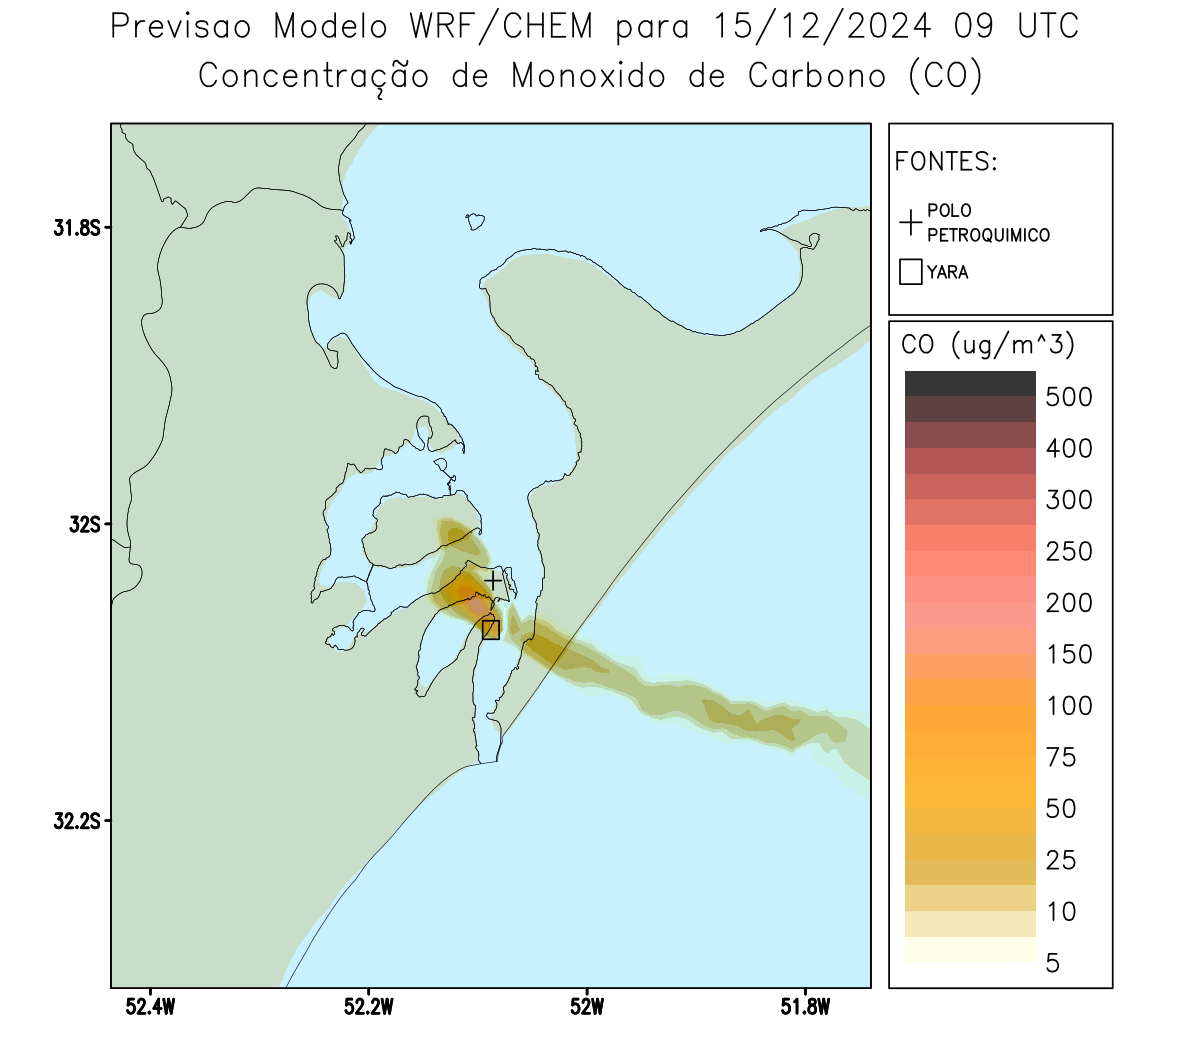 Previsao Modelo WRF/CHEM para 15/12/2024 09 UTC
Concentração de Monoxido de Carbono (CO)
FONTES:
POLO
PETROQUIMICO
YARA
CO (ug/m^3)
500
400
300
250
200
150
100
75
50
25
10
5
31.8S
32S
32.2S
52.4W
52.2W
52W
51.8W